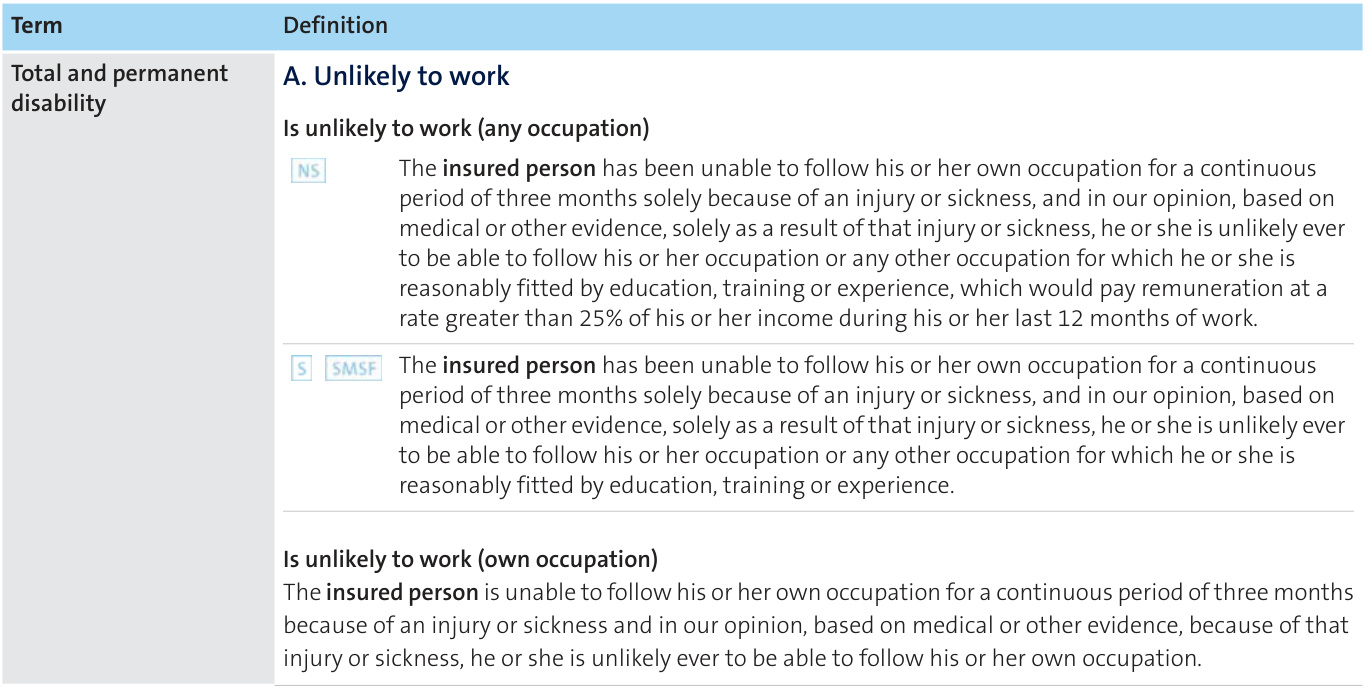 Term Definition
Total and permanent disability
A. Unlikely to work
Is unlikely to work (any occupation)
NS
The insured person has been unable to follow his or her own occupation for a continuous
period of three months solely because of an injury or sickness, and in our opinion, based on
medical or other evidence, solely as a result of that injury or sickness, he or she is unlikely ever
to be able to follow his or her occupation or any other occupation for which he or she is
reasonably fitted by education, training or experience, which would pay remuneration at a
rate greater than 25% of his or her income during his or her last 12 months of work.
S SMSF
The insured person has been unable to follow his or her own occupation for a continuous
period of three months solely because of an injury or sickness, and in our opinion, based on
medical or other evidence, solely as a result of that injury or sickness, he or she is unlikely ever
to be able to follow his or her occupation or any other occupation for which he or she is
reasonably fitted by education, training or experience.
Is unlikely to work (own occupation)
The insured person is unable to follow his or her own occupation for a continuous period of three months
because of an injury or sickness and in our opinion, based on medical or other evidence, because of that
injury or sickness, he or she is unlikely ever to be able to follow his or her own occupation.